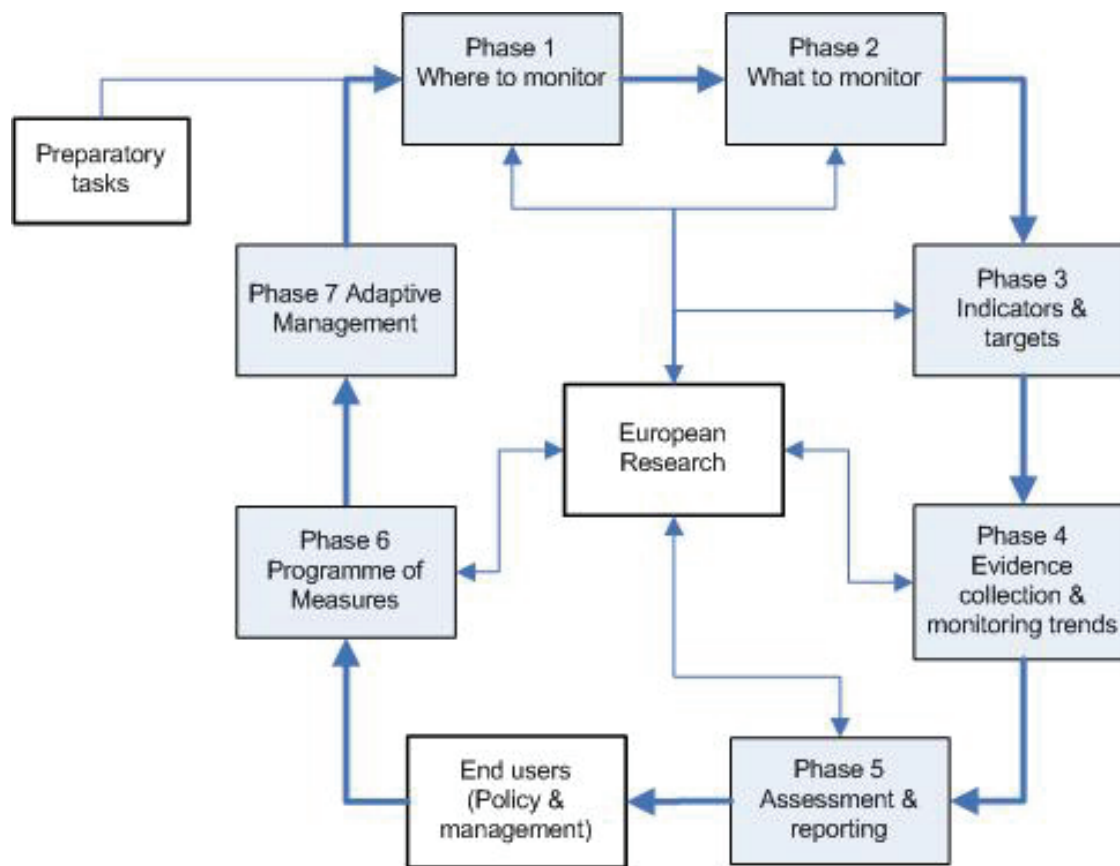 Phase 1
Where to monitor
Phase 2
What to monitor
Preparatory
tasks
Phase 7 Adaptive
Management
Phase 3
Indicators &
targets
European
Research
Phase 6
Programme of
Measures
Phase 4
Evidence
collection &
monitoring trends
End users
(Policy &
management)
Phase 5
Assessment &
reporting